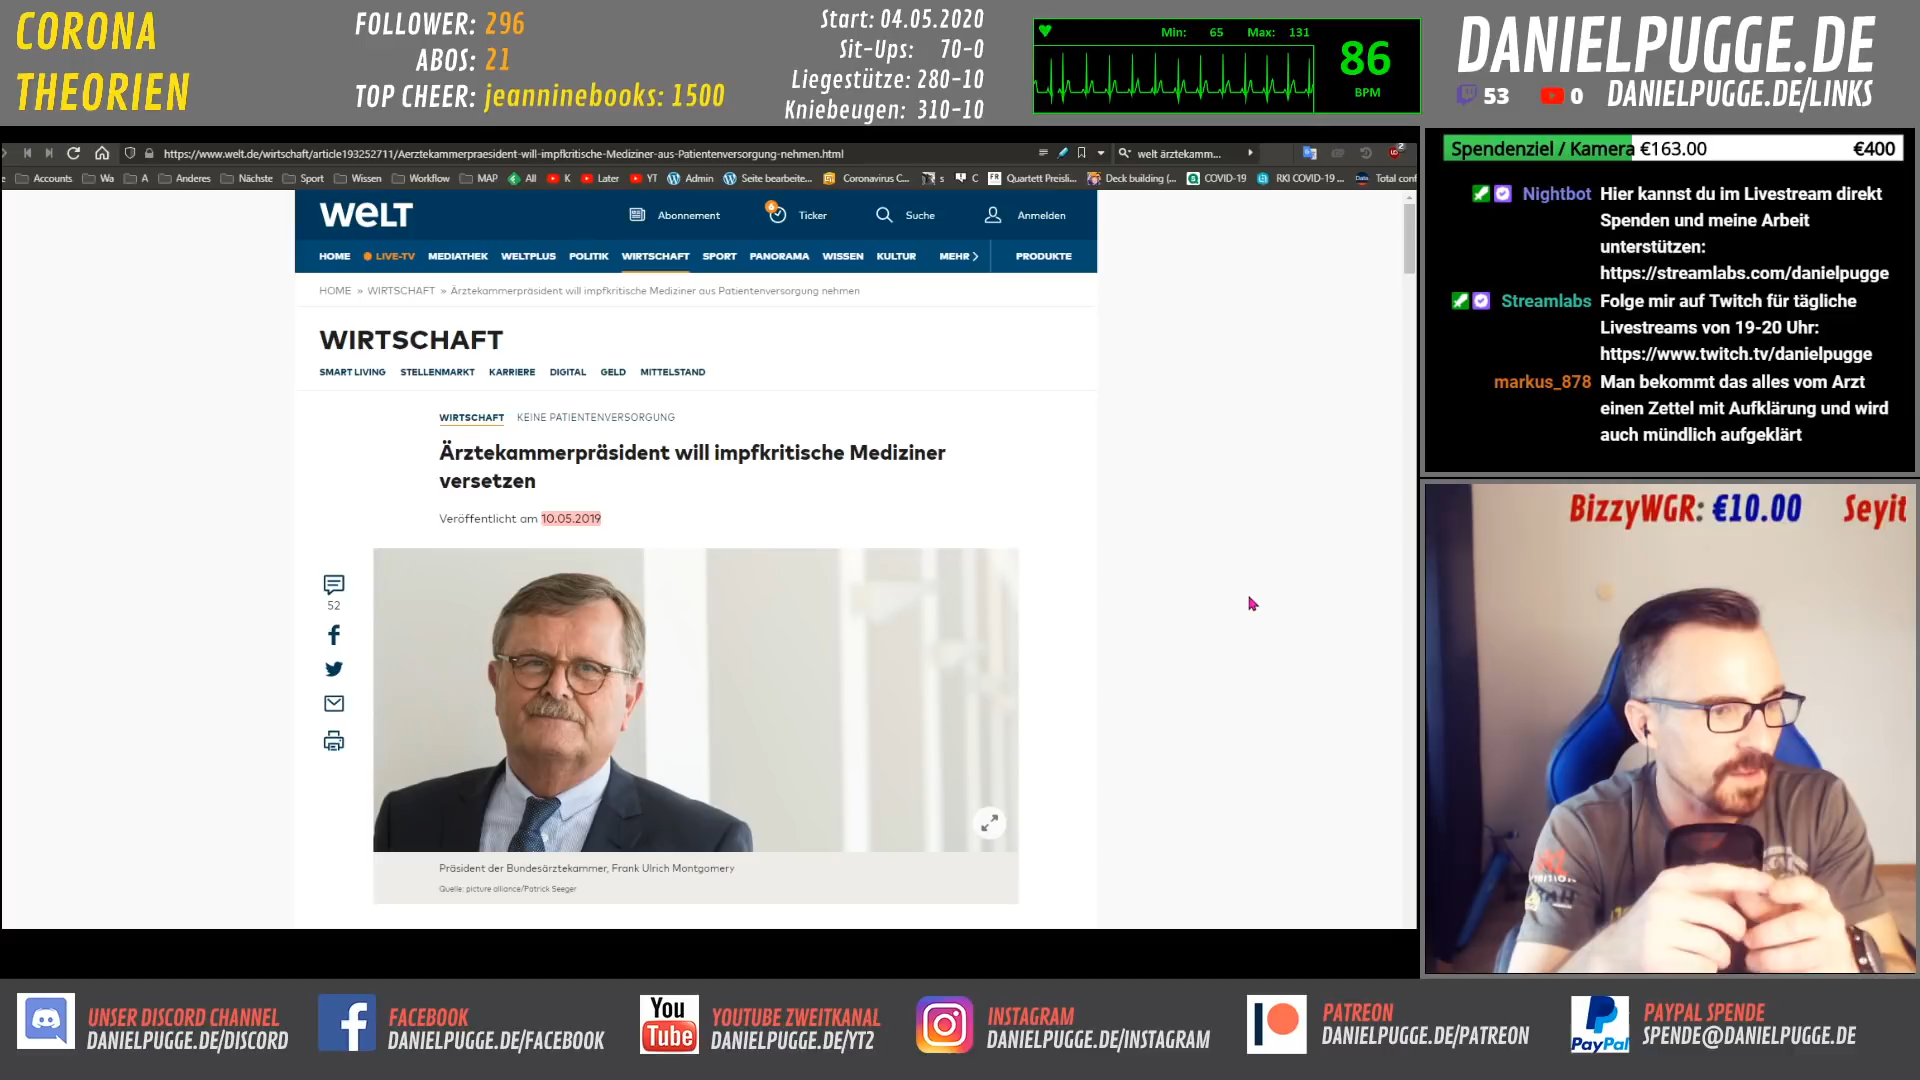 CORONA
THEORIEN
FOLLOWER: 296
ABOS: 21
TOP CHEER: jeanninebooks: 1500
Start: 04.05.2020
Sit-Ups: 70-0
Liegestütze: 280-10
Kniebeugen: 310-10
Min: 65 Max: 131
86
BPM
DANIELPUGGE.DE
53 0 DANIELPUGGE.DE/LINKS
https://www.welt.de/wirtschaft/article193252711/Aerztekammerpraesident-will-impfkritische-Mediziner-aus-Patientenversorgung-nehmen.html
welt ärztekamm...
Accounts Wa A Anderes Nächste Sport Wissen Workflow MAP All K Later YT Admin Seite bearbeite... Coronavirus C... s C Quartett Preisli... Deck building (... COVID-19 RKI COVID-19 ... Total conf
WELT
Abonnement 6 Ticker Suche Anmelden
HOME LIVE-TV MEDIATHEK WELTPLUS POLITIK WIRTSCHAFT SPORT PANORAMA WISSEN KULTUR MEHR PRODUKTE
HOME » WIRTSCHAFT » Ärztekammerpräsident will impfkritische Mediziner aus Patientenversorgung nehmen
WIRTSCHAFT
SMART LIVING STELLENMARKT KARRIERE DIGITAL GELD MITTELSTAND
WIRTSCHAFT KEINE PATIENTENVERSORGUNG
Ärztekammerpräsident will impfkritische Mediziner
versetzen
Veröffentlicht am 10.05.2019
52
Präsident der Bundesärztekammer, Frank Ulrich Montgomery
Quelle: picture alliance/Patrick Seeger
Spendenziel / Kamera €163.00 €400
Nightbot Hier kannst du im Livestream direkt
Spenden und meine Arbeit
unterstützen:
https://streamlabs.com/danielpugge
Streamlabs Folge mir auf Twitch für tägliche
Livestreams von 19-20 Uhr:
https://www.twitch.tv/danielpugge
markus_878 Man bekommt das alles vom Arzt
einen Zettel mit Aufklärung und wird
auch mündlich aufgeklärt
BizzyWGR: €10.00 Seyit
UNSER DISCORD CHANNEL
DANIELPUGGE.DE/DISCORD
FACEBOOK
DANIELPUGGE.DE/FACEBOOK
You
Tube
YOUTUBE ZWEITKANAL
DANIELPUGGE.DE/YT2
INSTAGRAM
DANIELPUGGE.DE/INSTAGRAM
PATREON
DANIELPUGGE.DE/PATREON
PayPal
PAYPAL SPENDE
SPENDE@DANIELPUGGE.DE